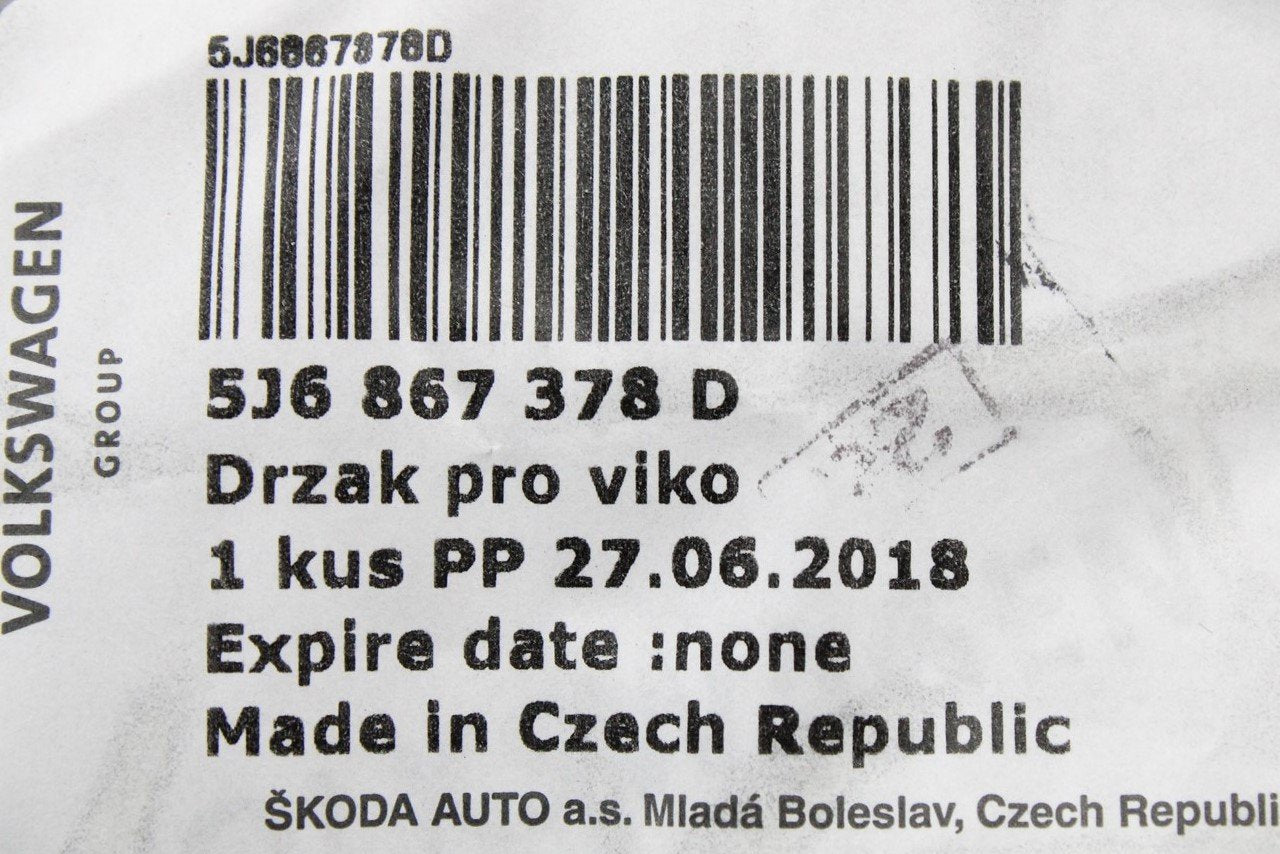 5J6867378D
VOLKSWAGEN
GROUP
5J6 867 378 D
Drzak pro viko
1 kus PP 27.06.2018
Expire date :none
Made in Czech Republic
ŠKODA AUTO a.s. Mladá Boleslav, Czech Republi